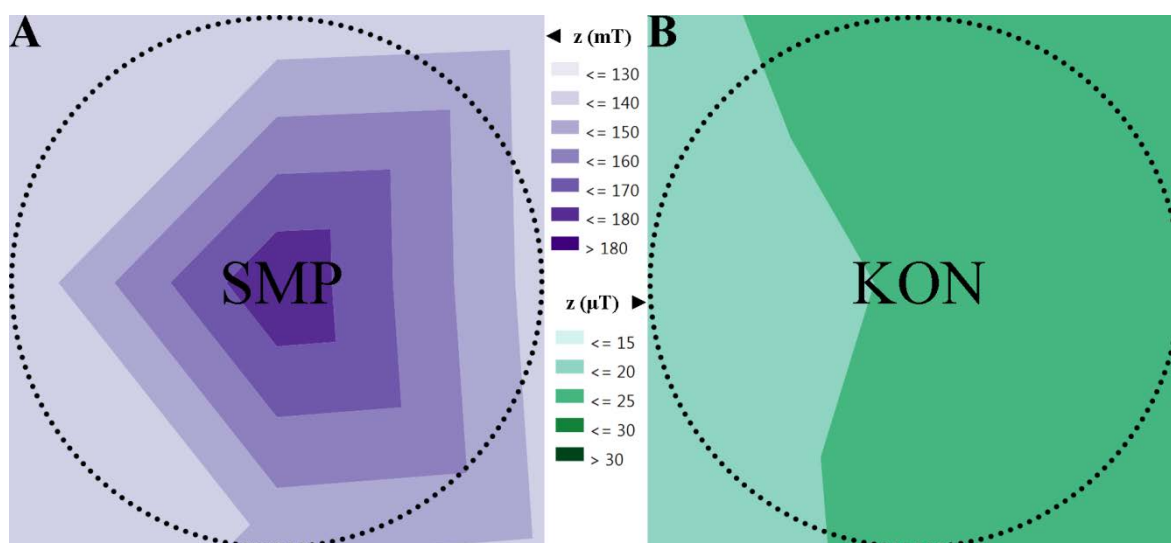 A
SMP
◄ z (mT)
<= 130
<= 140
<= 150
<= 160
<= 170
<= 180
> 180
z (µT) ►
<= 15
<= 20
<= 25
<= 30
> 30
B
KON